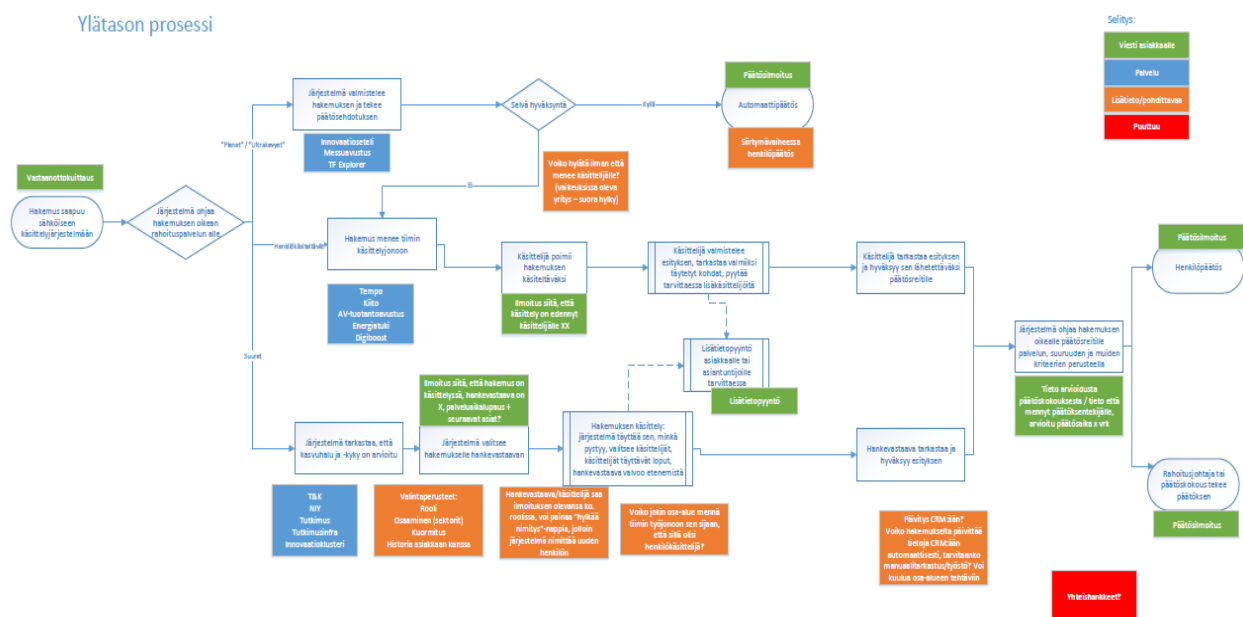 Ylätason prosessi
Selitys:
Viesti asiakkaalle
Palvelu
Lisätieto/pohdittavaa
Puuttuu
Vastaanottokuittaus
Hakemus saapuu
sähköiseen
käsittelyjärjestelmään
Järjestelmä ohjaa
hakemuksen oikean
rahoituspalvelun alle
"Pienet" / "Ultrakevyet"
Järjestelmä valmistelee
hakemuksen ja tekee
päätösehdotuksen
Innovaatioseteli
Messuavustus
TF Explorer
Selvä hyväksyntä
Kyllä
Ei
Päätösilmoitus
Automaattipäätös
Siirtymävaiheessa
henkilöpäätös
Voiko hylätä ilman että
menee käsittelijälle?
(vaikeuksissa oleva
yritys – suora hylky)
Hakemus menee tiimin
käsittelyjonoon
Tempo
Kiito
AV-tuotantoavustus
Energiatuki
Digiboost
Käsittelijä poimii
hakemuksen
käsiteltäväksi
Ilmoitus siitä, että
käsittely on edennyt
käsittelijälle XX
Käsittelijä valmistelee
esityksen, tarkastaa valmiksi
täytetyt kohdat, pyytää
tarvittaessa lisäkäsittelijöitä
Käsittelijä tarkastaa esityksen
ja hyväksyy sen lähetettäväksi
päätösreitille
Lisätietopyyntö
asiakkaalle tai
asiantuntijoille
tarvittaessa
Lisätietopyyntö
Järjestelmä ohjaa hakemuksen
oikealle päätösreitille
palvelun, suuruuden ja muiden
kriteerien perusteella
Tieto arvioidusta
päätöskokouksesta / tieto että
mennyt päätöksentekijälle,
arvioitu päätösaika x vrk
Päätösilmoitus
Henkilöpäätös
Rahoitusjohtaja tai
päätöskokous tekee
päätöksen
Päätösilmoitus
Suuret
Järjestelmä tarkastaa, että
kasvuhalu ja -kyky on arvioitu
T&K
NIY
Tutkimus
Tutkimusinfra
Innovaatioklusteri
Ilmoitus siitä, että hakemus on
käsittelyssä, hankevastaava on
X, palveluaikalupaus +
seuraavat asiat?
Järjestelmä valitsee
hakemukselle hankevastaavan
Valintaperusteet:
Rooli
Osaaminen (sektorit)
Kuormitus
Historia asiakkaan kanssa
Hakemuksen käsittely:
järjestelmä täyttää sen, minkä
pystyy, valitsee käsittelijät,
käsittelijät täyttävät loput,
hankevastaava valvoo etenemistä
Hankevastaava/käsittelijä saa
ilmoituksen olevansa ko.
roolissa, voi painaa "hylkää
nimitys"-nappia, jolloin
järjestelmä nimittää uuden
henkilön
Voiko jokin osa-alue mennä
tiimin työjonoon sen sijaan,
että sillä olisi
henkilökäsittelijä?
Hankevastaava tarkastaa ja
hyväksyy esityksen
Päivitys CRM:ään?
Voiko hakemukselta päivittää
tietoja CRM:ään
automaattisesti, tarvitaanko
manuaalitarkastus/työstö? Voi
kuulua osa-alueen tehtäviin
Yhteishankkeet?